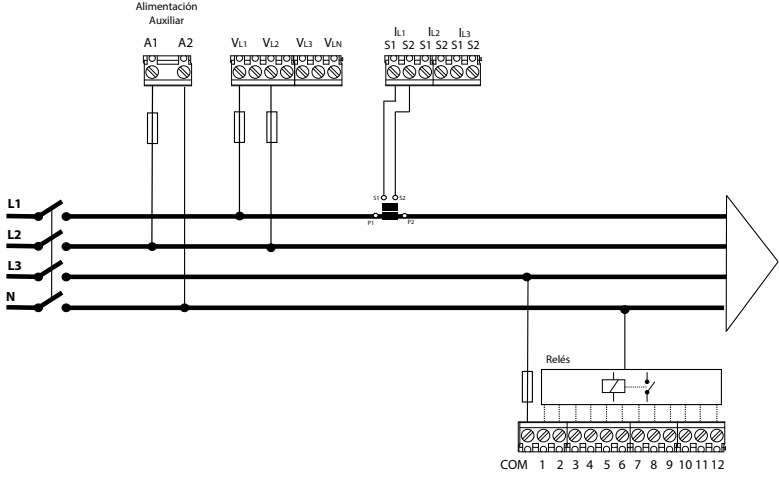 Alimentación
Auxiliar
A1 A2
VL1 VL2 VL3 VLN
IL1 IL2 IL3
S1 S2 S1 S2 S1 S2
S1 S2
P1 P2
L1
L2
L3
N
Relés
COM 1 2 3 4 5 6 7 8 9 10 11 12